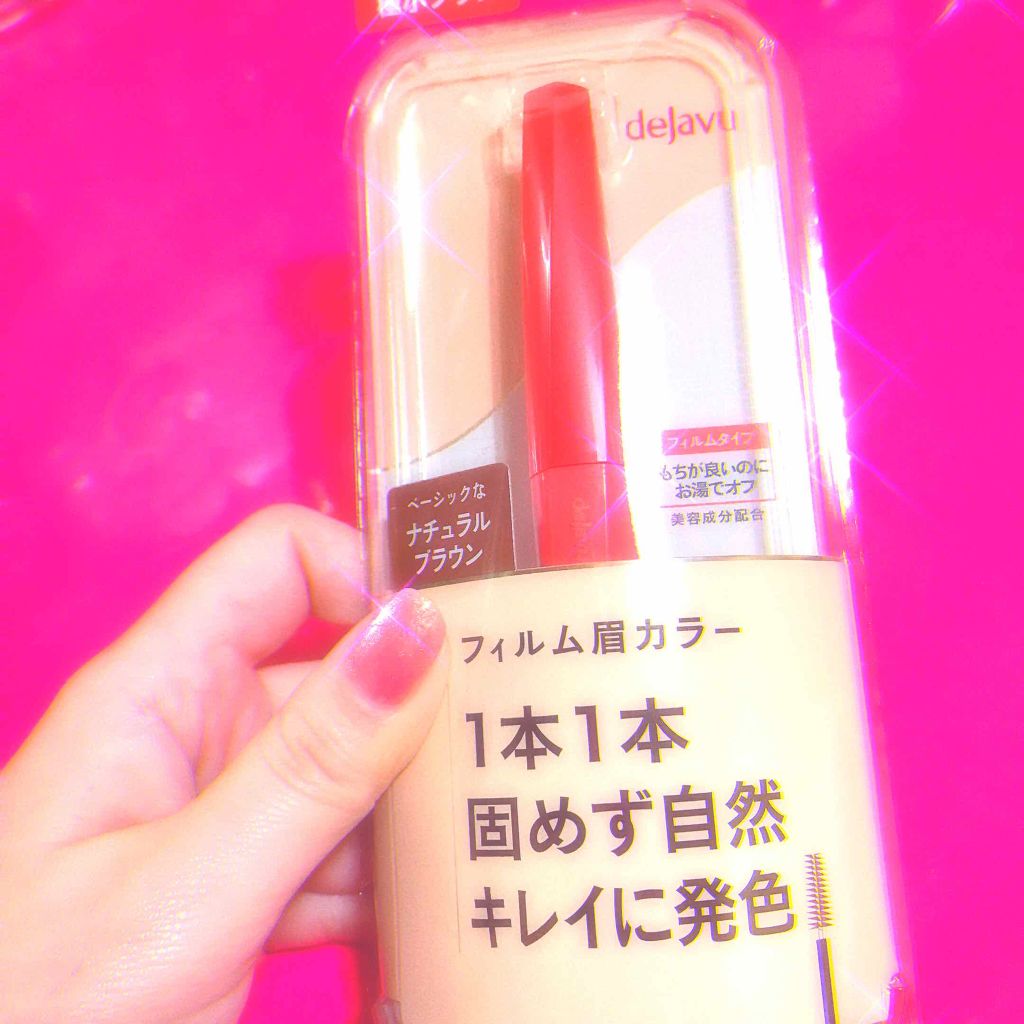 dejavu
フィルムタイプ
もちが良いのに
お湯でオフ
美容成分配合
ベーシックな
ナチュラル
ブラウン
フィルム眉カラー
1本1本
固めず自然
キレイに発色